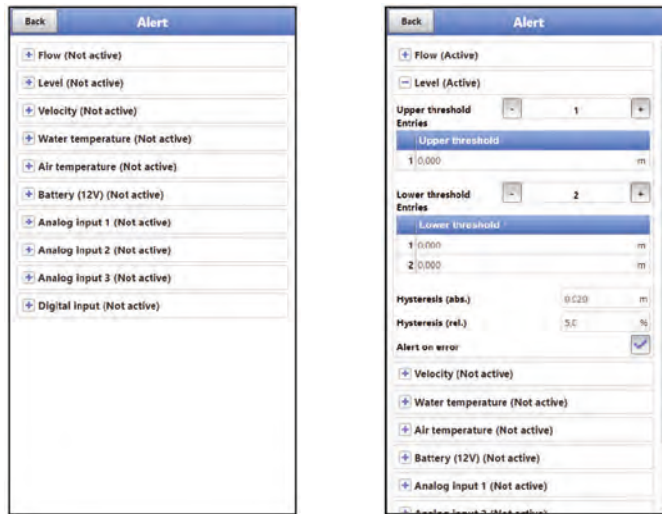 Back
Alert
Flow (Not active)
Level (Not active)
Velocity (Not active)
Water temperature (Not active)
Air temperature (Not active)
Battery (12V) (Not active)
Analog input 1 (Not active)
Analog input 2 (Not active)
Analog input 3 (Not active)
Digital input (Not active)
Back
Alert
Flow (Active)
Level (Active)
Upper threshold - 1 +
Entries
Upper threshold
1 0,000 m
Lower threshold - 2 +
Entries
Lower threshold
1 0,000 m
2 0,000 m
Hysteresis (abs.) 0,020 m
Hysteresis (rel.) 5,0 %
Alert on error
Velocity (Not active)
Water temperature (Not active)
Air temperature (Not active)
Battery (12V) (Not active)
Analog input 1 (Not active)
Analog input 2 (Not active)